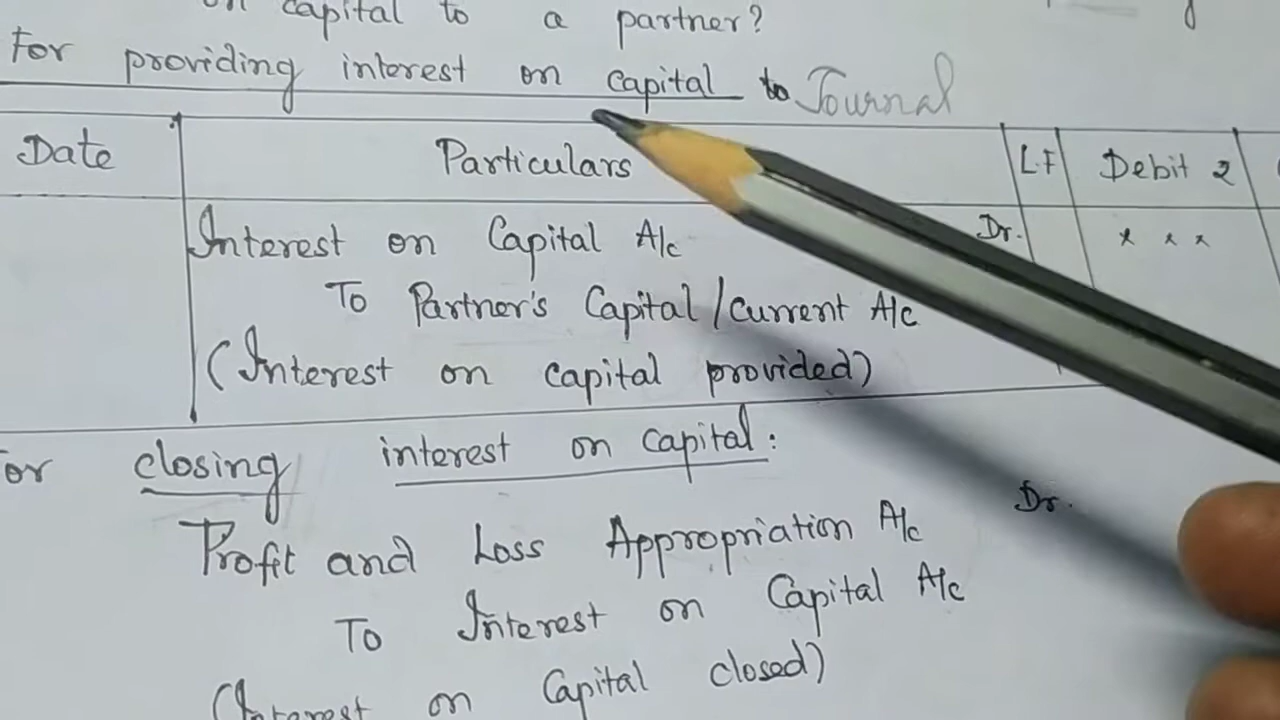 on capital to a partner?
For providing interest on capital to Journal
Date Particulars L.F Debit ₹
Interest on Capital A/c Dr. x x x
To Partner's Capital/Current A/c
(Interest on capital provided)
For closing interest on capital:
Profit and Loss Appropriation A/c Dr.
To Interest on Capital A/c
(Interest on Capital closed)